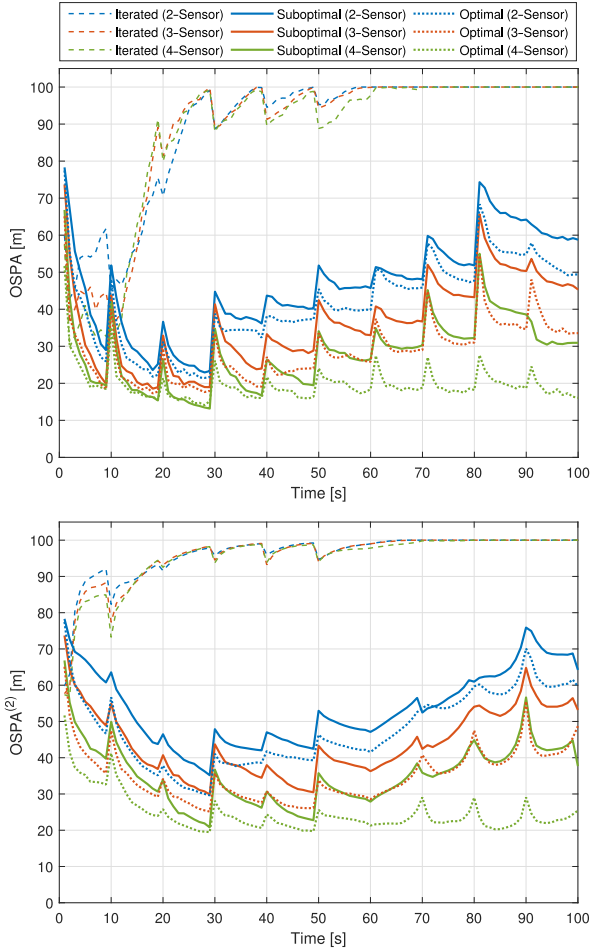 Iterated (2-Sensor) Suboptimal (2-Sensor) Optimal (2-Sensor)
Iterated (3-Sensor) Suboptimal (3-Sensor) Optimal (3-Sensor)
Iterated (4-Sensor) Suboptimal (4-Sensor) Optimal (4-Sensor)
100
90
80
70
60
50
40
30
20
10
0
OSPA [m]
0 10 20 30 40 50 60 70 80 90 100
Time [s]
100
90
80
70
60
50
40
30
20
10
0
OSPA(2) [m]
0 10 20 30 40 50 60 70 80 90 100
Time [s]